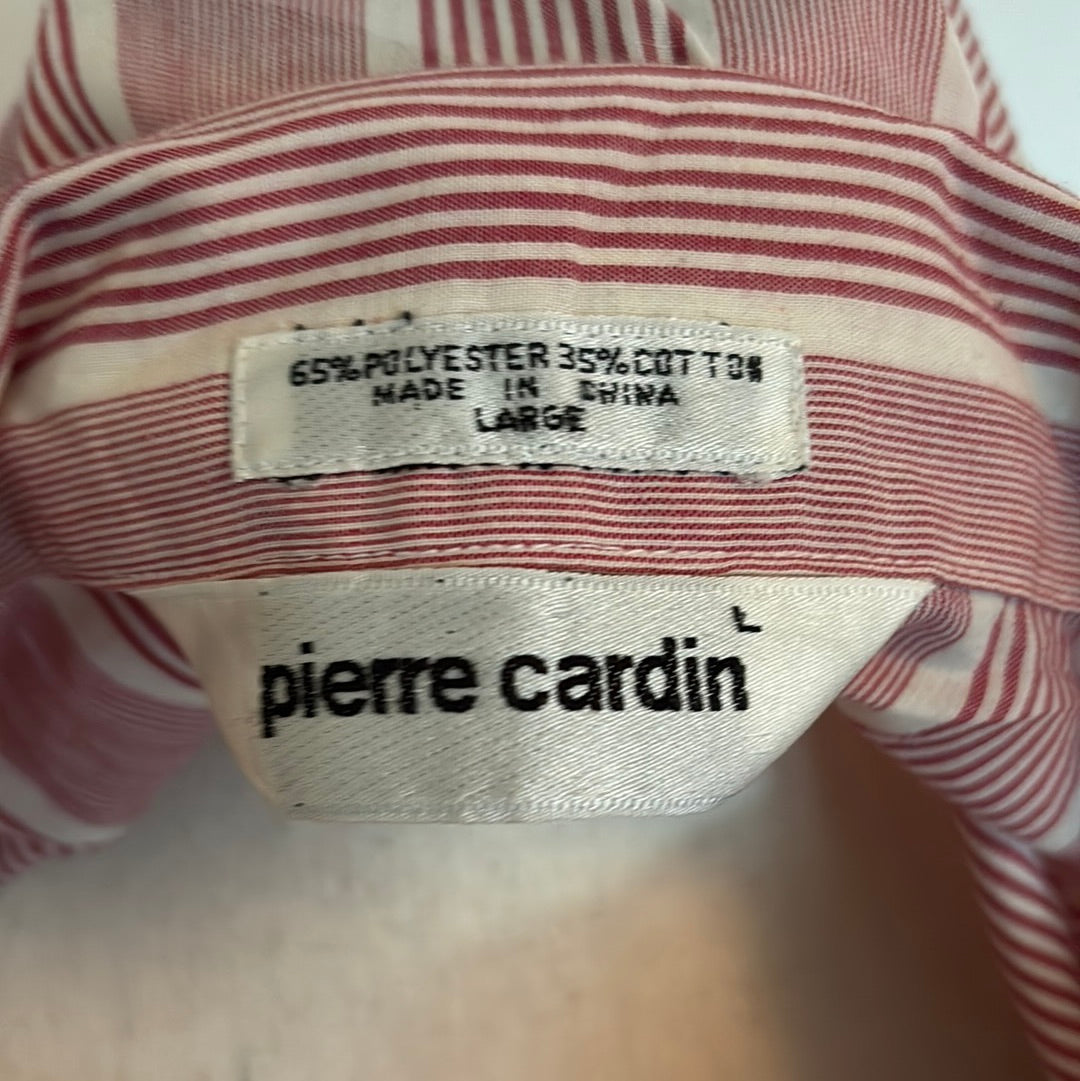 65%POLYESTER 35%COTTON
MADE IN CHINA
LARGE
L
pierre cardin